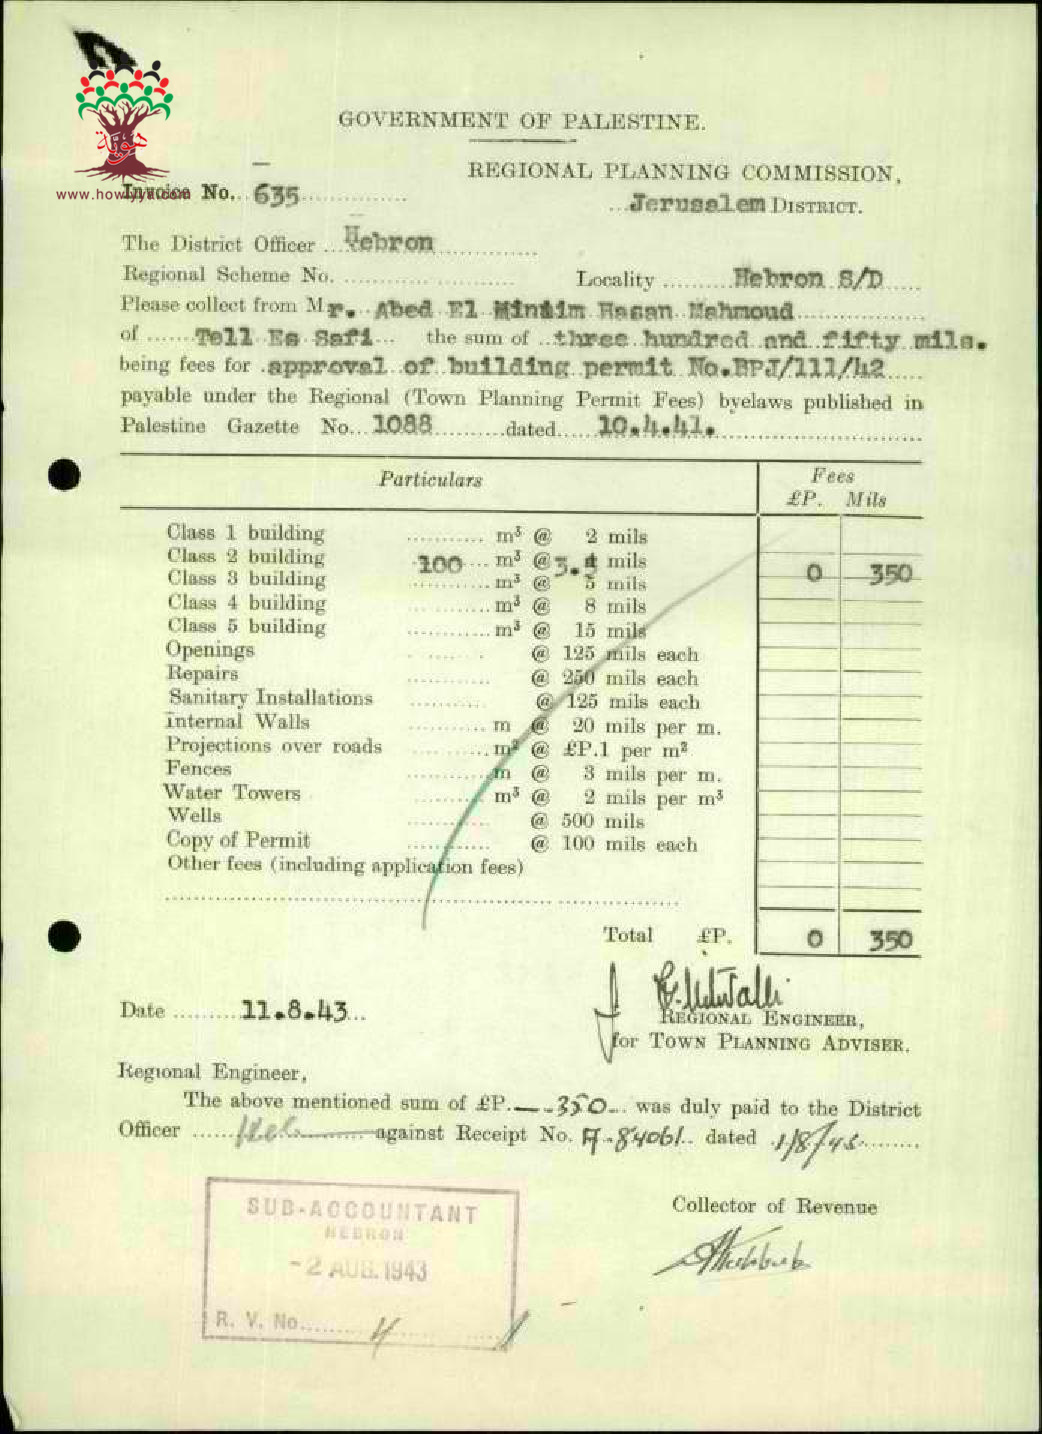 هوية
www.howiyya.com
GOVERNMENT OF PALESTINE.
REGIONAL PLANNING COMMISSION,
Invoice No. 635
Jerusalem DISTRICT.
The District Officer Hebron
Regional Scheme No. Locality Hebron S/D
Please collect from Mr. Abed El Minaim Hasan Mahmoud
of Tell Es Safi the sum of three hundred and fifty mils.
being fees for approval of building permit No.BPJ/111/42
payable under the Regional (Town Planning Permit Fees) byelaws published in
Palestine Gazette No. 1088 dated 10.4.41.
Particulars Fees
£P. Mils
Class 1 building m³ @ 2 mils
Class 2 building 100 m³ @ 3. mils 0 350
Class 3 building m³ @ 5 mils
Class 4 building m³ @ 8 mils
Class 5 building m³ @ 15 mils
Openings @ 125 mils each
Repairs @ 250 mils each
Sanitary Installations @ 125 mils each
Internal Walls m @ 20 mils per m.
Projections over roads m² @ £P.1 per m²
Fences m @ 3 mils per m.
Water Towers m³ @ 2 mils per m³
Wells @ 500 mils
Copy of Permit @ 100 mils each
Other fees (including application fees)
Total £P. 0 350
Date 11.8.43
REGIONAL ENGINEER,
for TOWN PLANNING ADVISER.
Regional Engineer,
The above mentioned sum of £P. -.350 was duly paid to the District
Officer Heb against Receipt No. A.84061 dated 1/8/43
Collector of Revenue
SUB-ACCOUNTANT
HEBRON
-2 AUG. 1943
R. V. No. 4